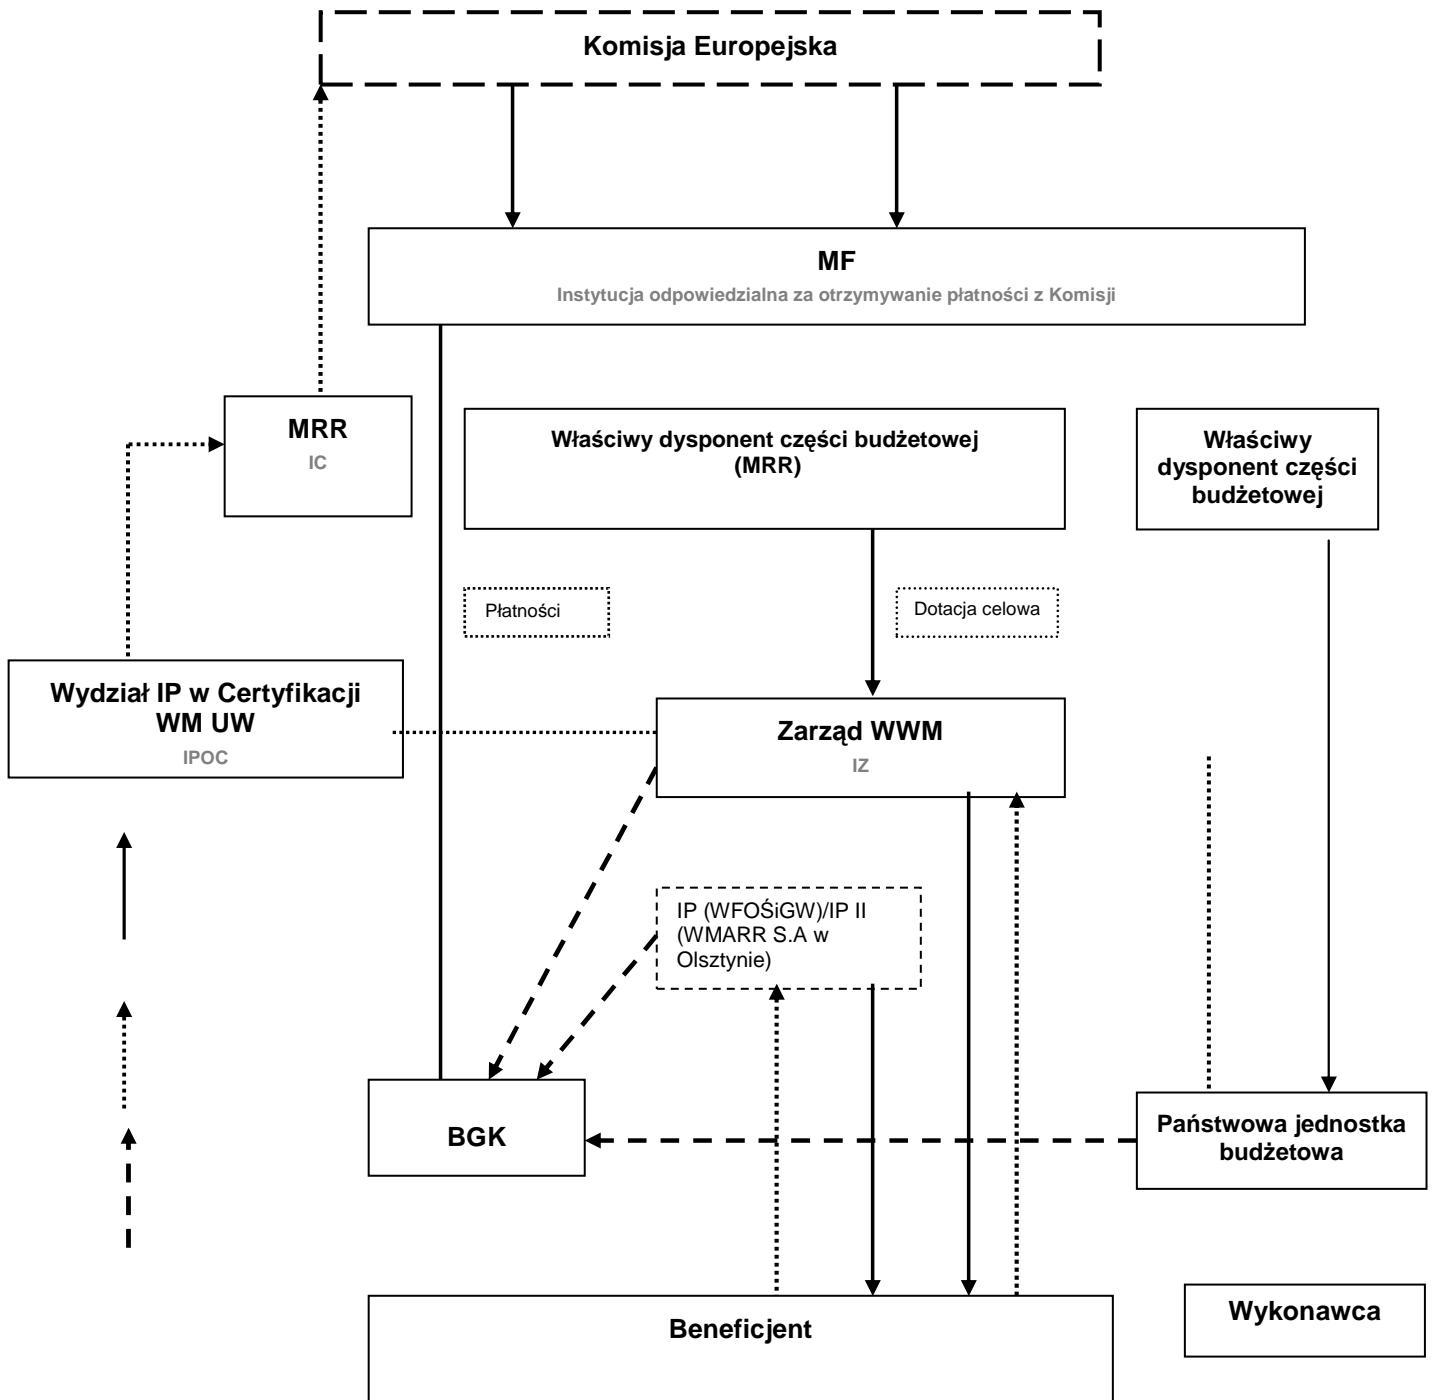 Komisja Europejska
MF
Instytucja odpowiedzialna za otrzymywanie płatności z Komisji
MRR
IC
Właściwy dysponent części budżetowej
(MRR)
Właściwy
dysponent części
budżetowej
Płatności
Dotacja celowa
Wydział IP w Certyfikacji
WM UW
IPOC
Zarząd WWM
IZ
IP (WFOŚiGW)/IP II
(WMARR S.A w
Olsztynie)
BGK
Państwowa jednostka
budżetowa
Beneficjent
Wykonawca